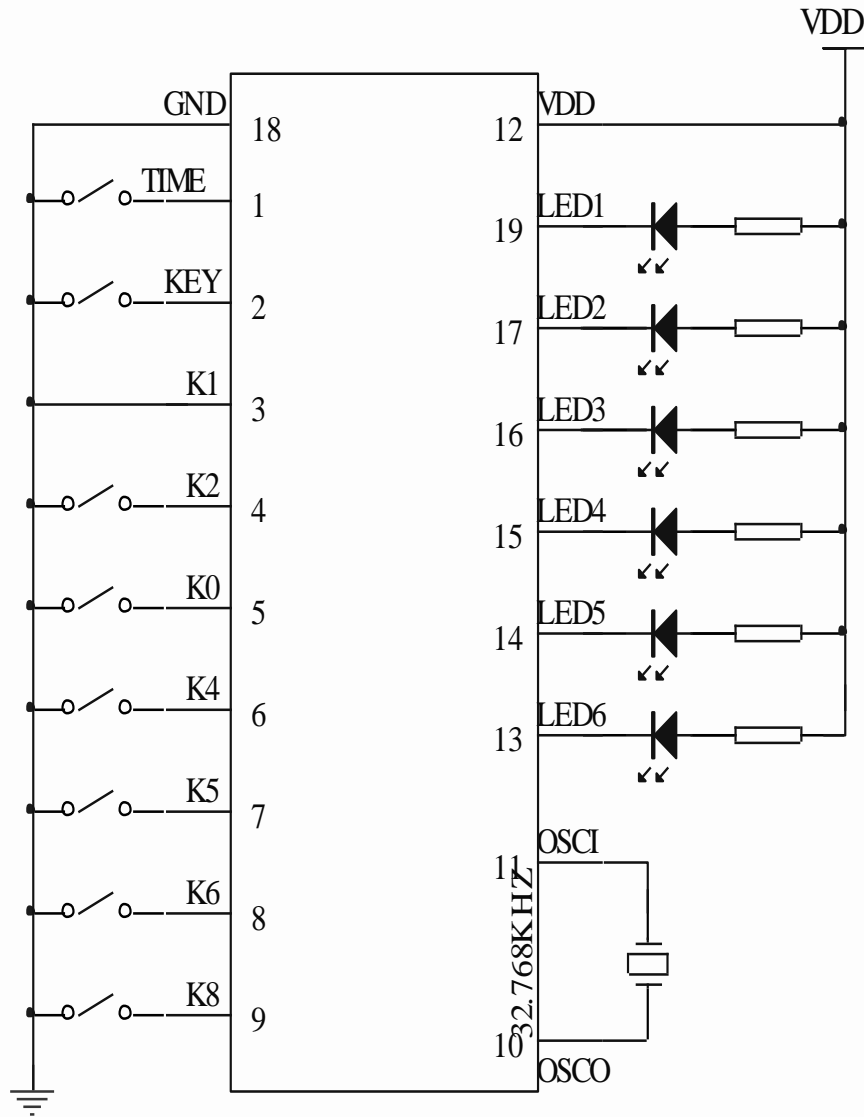 VDD
GND 18 12 VDD
TIME 1
19 LED1
KEY 2
17 LED2
K1 3
16 LED3
K2 4
15 LED4
K0 5
14 LED5
K4 6
13 LED6
K5 7
11 OSCI
K6 8
32.768KHZ
K8 9
10 OSCO